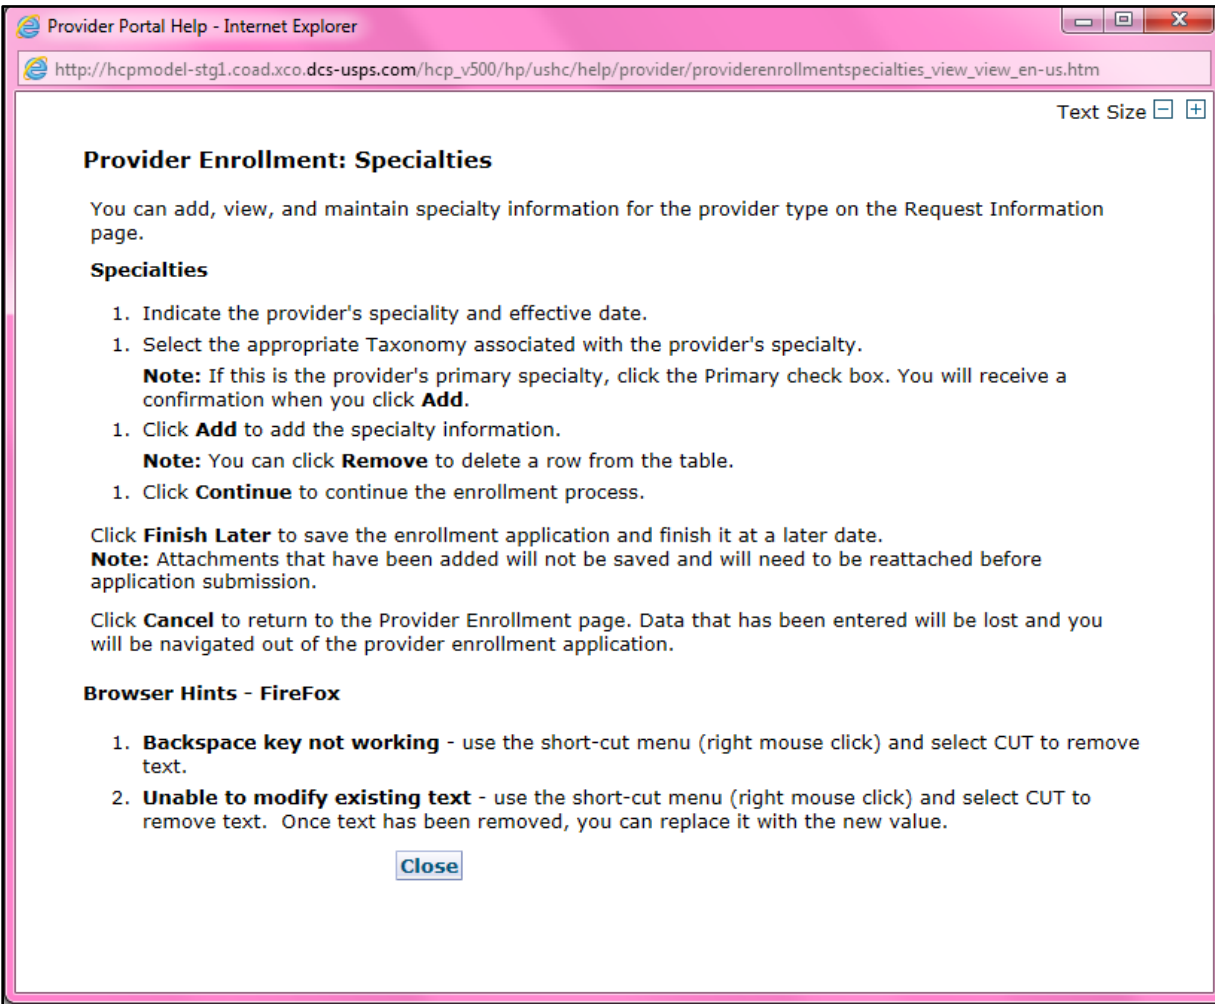 Provider Portal Help - Internet Explorer
http://hcpmodel-stg1.coad.xco.dcs-usps.com/hcp_v500/hp/ushc/help/provider/providerenrollmentspecialties_view_view_en-us.htm
Text Size
Provider Enrollment: Specialties
You can add, view, and maintain specialty information for the provider type on the Request Information
page.
Specialties
1. Indicate the provider's speciality and effective date.
1. Select the appropriate Taxonomy associated with the provider's specialty.
Note: If this is the provider's primary specialty, click the Primary check box. You will receive a
confirmation when you click Add.
1. Click Add to add the specialty information.
Note: You can click Remove to delete a row from the table.
1. Click Continue to continue the enrollment process.
Click Finish Later to save the enrollment application and finish it at a later date.
Note: Attachments that have been added will not be saved and will need to be reattached before
application submission.
Click Cancel to return to the Provider Enrollment page. Data that has been entered will be lost and you
will be navigated out of the provider enrollment application.
Browser Hints - FireFox
1. Backspace key not working - use the short-cut menu (right mouse click) and select CUT to remove
text.
2. Unable to modify existing text - use the short-cut menu (right mouse click) and select CUT to
remove text.  Once text has been removed, you can replace it with the new value.
Close